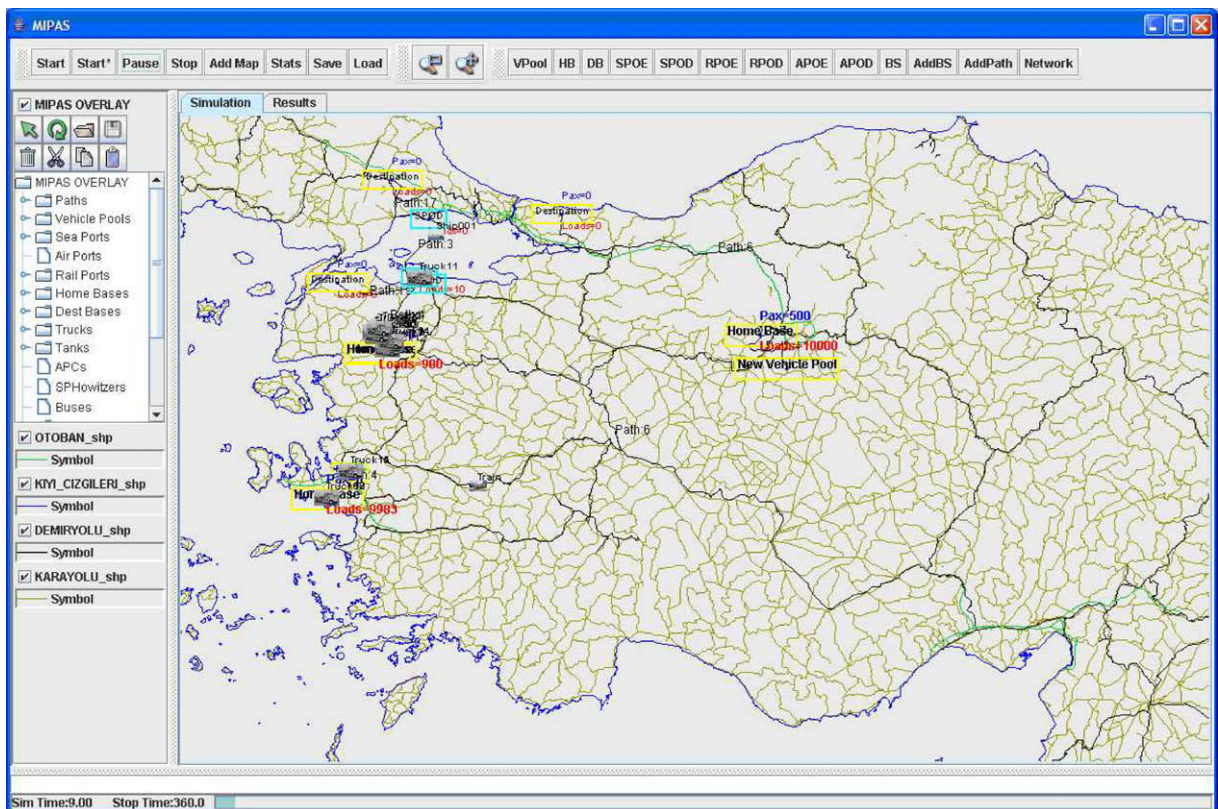 MIPAS
Start Start* Pause Stop Add Map Stats Save Load VPool HB DB SPOE SPOD RPOE RPOD APOE APOD BS AddBS AddPath Network
MIPAS OVERLAY
MIPAS OVERLAY
Paths
Vehicle Pools
Sea Ports
Air Ports
Rail Ports
Home Bases
Dest Bases
Trucks
Tanks
APCs
SPHowitzers
Buses
OTOBAN_shp
Symbol
KIYI_CIZGILERI_shp
Symbol
DEMIRYOLU_shp
Symbol
KARAYOLU_shp
Symbol
Simulation Results
Pax=0
Destination
Loads=0
Path:17
SPOD
Ship001
Path:3
Pax=0
Destination
Loads=0
Path:6
Pax=0
Destination
Truck11
Loads=900
Pax=500
Home Base
Loads=10000
New Vehicle Pool
Path:6
Train
Loads=9983
Sim Time:9.00 Stop Time:360.0